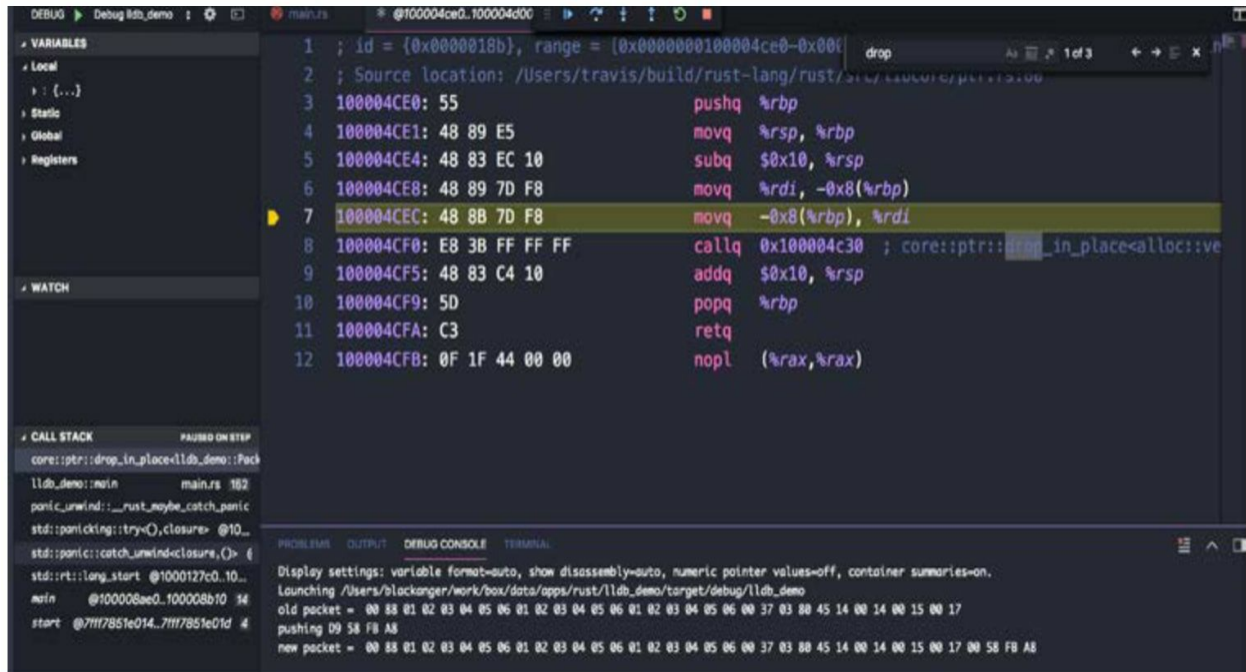 DEBUG Debug lldb_demo
main.rs
@100004ce0..100004d00
VARIABLES
Local
: {...}
Static
Global
Registers
WATCH
CALL STACK PAUSED ON STEP
core::ptr::drop_in_place<lldb_demo::Pack
lldb_demo::main main.rs 162
panic_unwind::__rust_maybe_catch_panic
std::panicking::try<(),closure> @10...
std::panic::catch_unwind<closure,()> @
std::rt::lang_start @1000127c0..10...
main @100008ae0..100008b10 14
start @7fff7851e014..7fff7851e01d 4
drop 1 of 3
1 ; id = {0x0000018b}, range = [0x0000000100004ce0-0x000
2 ; Source location: /Users/travis/build/rust-lang/rust/src/libcore/ptr.rs:60
3 100004CE0: 55 pushq %rbp
4 100004CE1: 48 89 E5 movq %rsp, %rbp
5 100004CE4: 48 83 EC 10 subq $0x10, %rsp
6 100004CE8: 48 89 7D F8 movq %rdi, -0x8(%rbp)
7 100004CEC: 48 8B 7D F8 movq -0x8(%rbp), %rdi
8 100004CF0: E8 3B FF FF FF callq 0x100004c30 ; core::ptr::drop_in_place<alloc::ve
9 100004CF5: 48 83 C4 10 addq $0x10, %rsp
10 100004CF9: 5D popq %rbp
11 100004CFA: C3 retq
12 100004CFB: 0F 1F 44 00 00 nopl (%rax,%rax)
PROBLEMS OUTPUT DEBUG CONSOLE TERMINAL
Display settings: variable format=auto, show disassembly=auto, numeric pointer values=off, container summaries=on.
Launching /Users/blackanger/work/box/data/apps/rust/lldb_demo/target/debug/lldb_demo
old packet = 00 88 01 02 03 04 05 06 01 02 03 04 05 06 01 02 03 04 05 06 00 37 03 80 45 14 00 14 00 15 00 17
pushing D9 58 FB A8
new packet = 00 88 01 02 03 04 05 06 01 02 03 04 05 06 01 02 03 04 05 06 00 37 03 80 45 14 00 14 00 15 00 17 00 58 FB A8